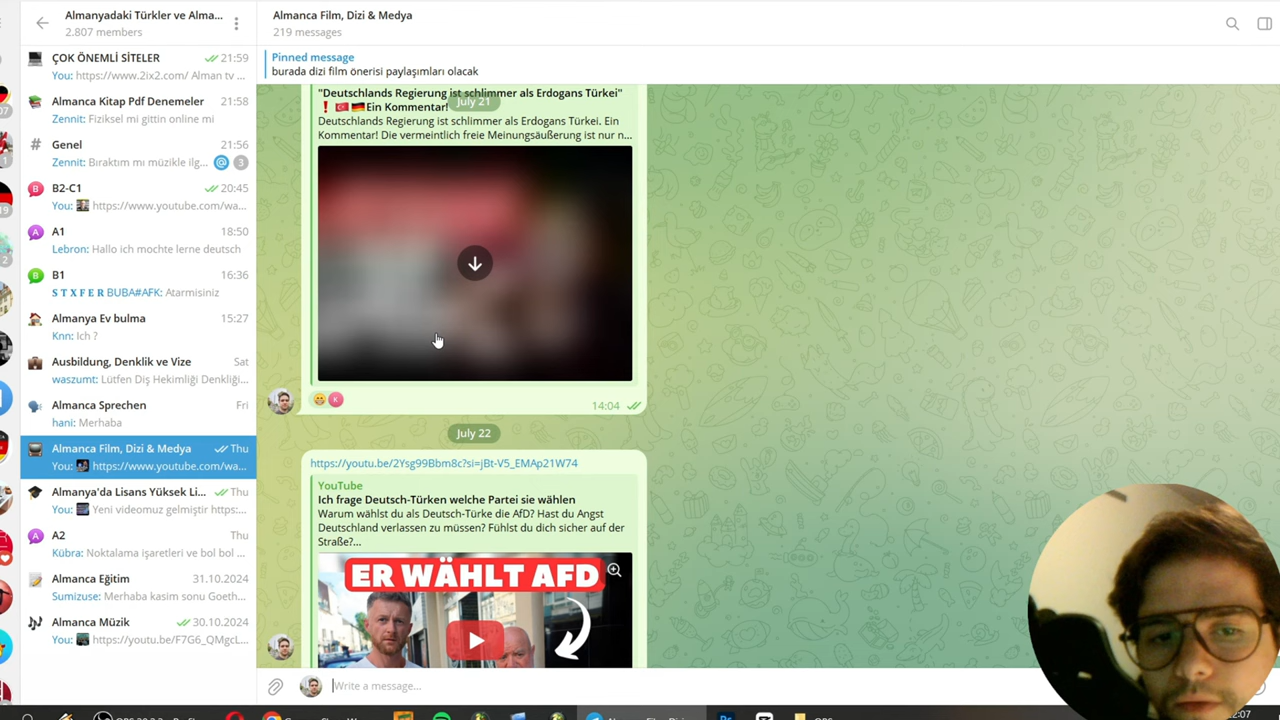 Almanyadaki Türkler ve Alma...
2.807 members
ÇOK ÖNEMLİ SİTELER
21:59
You: https://www.2ix2.com/ Alman tv ...
Almanca Kitap Pdf Denemeler
21:58
Zennit: Fiziksel mi gittin online mi
# Genel
21:56
Zennit: Bıraktım mı müzikle ilg...
@ 3
B
B2-C1
20:45
You: https://www.youtube.com/wa...
A
A1
18:50
Lebron: Hallo ich mochte lerne deutsch
B
B1
16:36
S T X F E R BUBA#AFK: Atarmisiniz
Almanya Ev bulma
15:27
Knn: Ich ?
Ausbildung, Denklik ve Vize
Sat
waszumt: Lütfen Diş Hekimliği Denkliği...
Almanca Sprechen
Fri
hani: Merhaba
Almanca Film, Dizi & Medya
Thu
You: https://www.youtube.com/wa...
Almanya'da Lisans Yüksek Li...
Thu
You: Yeni videomuz gelmiştir https:...
A
A2
Thu
Kübra: Noktalama işaretleri ve bol bol ...
Almanca Eğitim
31.10.2024
Sumizuse: Merhaba kasim sonu Goeth...
Almanca Müzik
30.10.2024
You: https://youtu.be/F7G6_QMgcL...
Almanca Film, Dizi & Medya
219 messages
Pinned message
burada dizi film önerisi paylaşımları olacak
"Deutschlands Regierung ist schlimmer als Erdogans Türkei"
❗ 🇹🇷 🇩🇪Ein Kommentar!
July 21
Deutschlands Regierung ist schlimmer als Erdogans Türkei. Ein
Kommentar! Die vermeintlich freie Meinungsäußerung ist nur n...
K
14:04
July 22
https://youtu.be/2Ysg99Bbm8c?si=jBt-V5_EMAp21W74
YouTube
Ich frage Deutsch-Türken welche Partei sie wählen
Warum wählst du als Deutsch-Türke die AfD? Hast du Angst
Deutschland verlassen zu müssen? Fühlst du dich sicher auf der
Straße?...
ER WÄHLT AFD
Write a message...